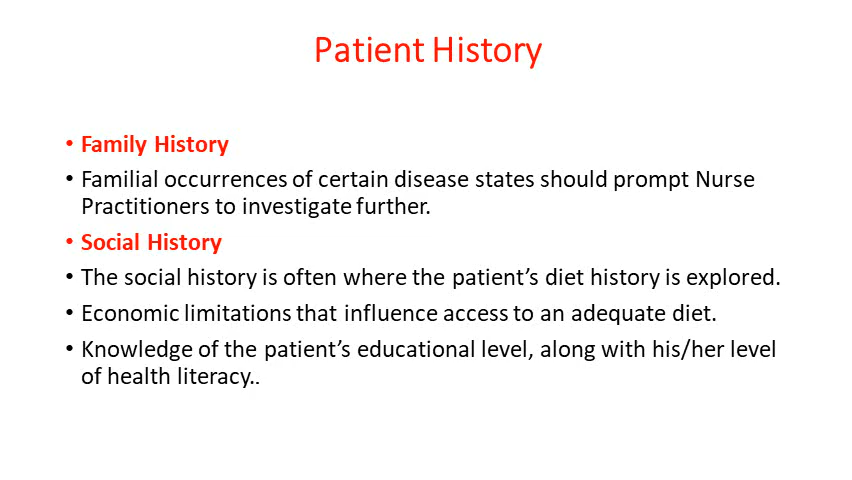 Patient History
• Family History
• Familial occurrences of certain disease states should prompt Nurse
Practitioners to investigate further.
• Social History
• The social history is often where the patient’s diet history is explored.
• Economic limitations that influence access to an adequate diet.
• Knowledge of the patient’s educational level, along with his/her level
of health literacy..